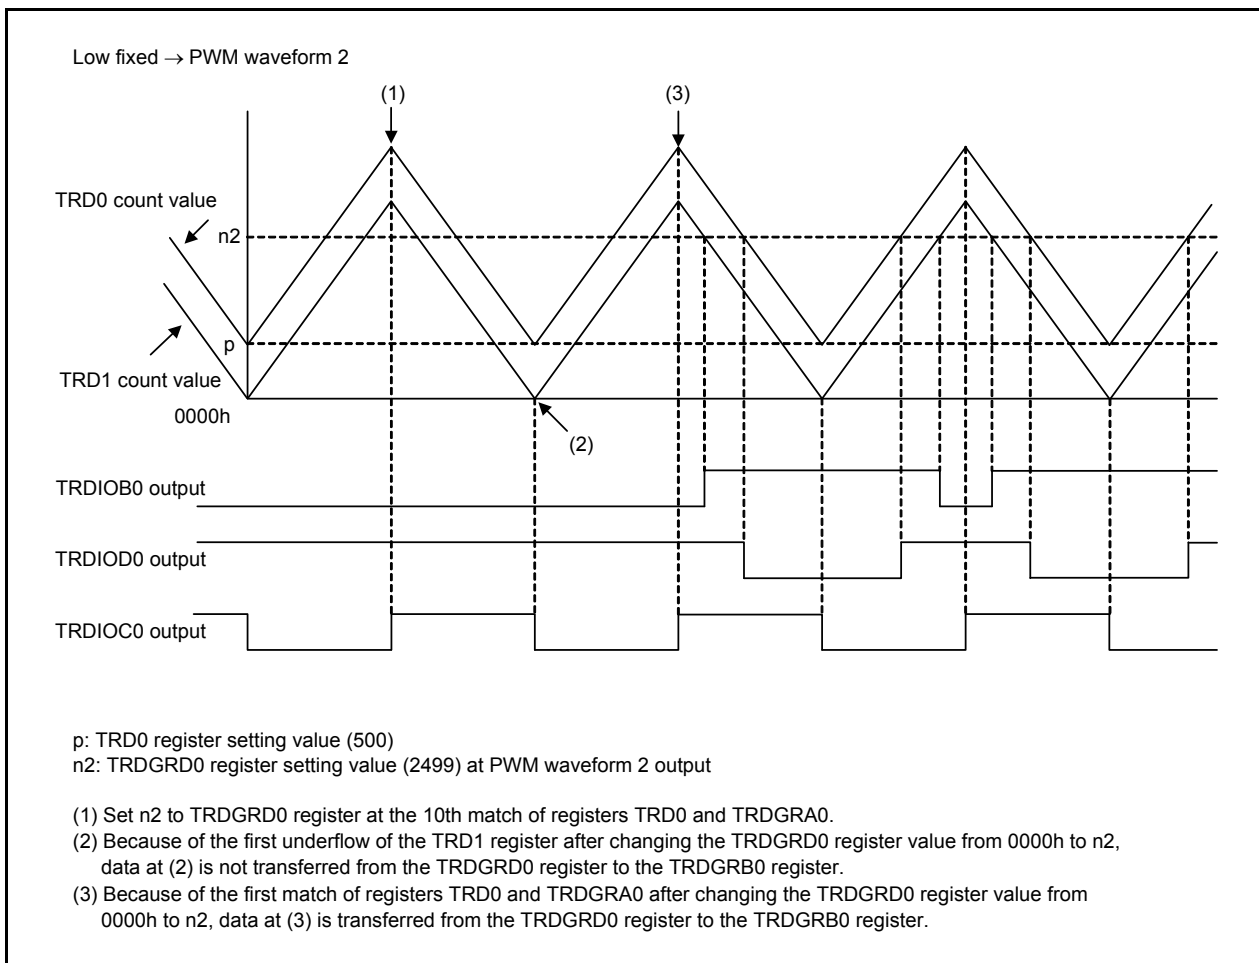 Low fixed → PWM waveform 2
(1)
(3)
TRD0 count value
n2
p
TRD1 count value
0000h
(2)
TRDIOB0 output
TRDIOD0 output
TRDIOC0 output
p: TRD0 register setting value (500)
n2: TRDGRD0 register setting value (2499) at PWM waveform 2 output
(1) Set n2 to TRDGRD0 register at the 10th match of registers TRD0 and TRDGRA0.
(2) Because of the first underflow of the TRD1 register after changing the TRDGRD0 register value from 0000h to n2,
data at (2) is not transferred from the TRDGRD0 register to the TRDGRB0 register.
(3) Because of the first match of registers TRD0 and TRDGRA0 after changing the TRDGRD0 register value from
0000h to n2, data at (3) is transferred from the TRDGRD0 register to the TRDGRB0 register.